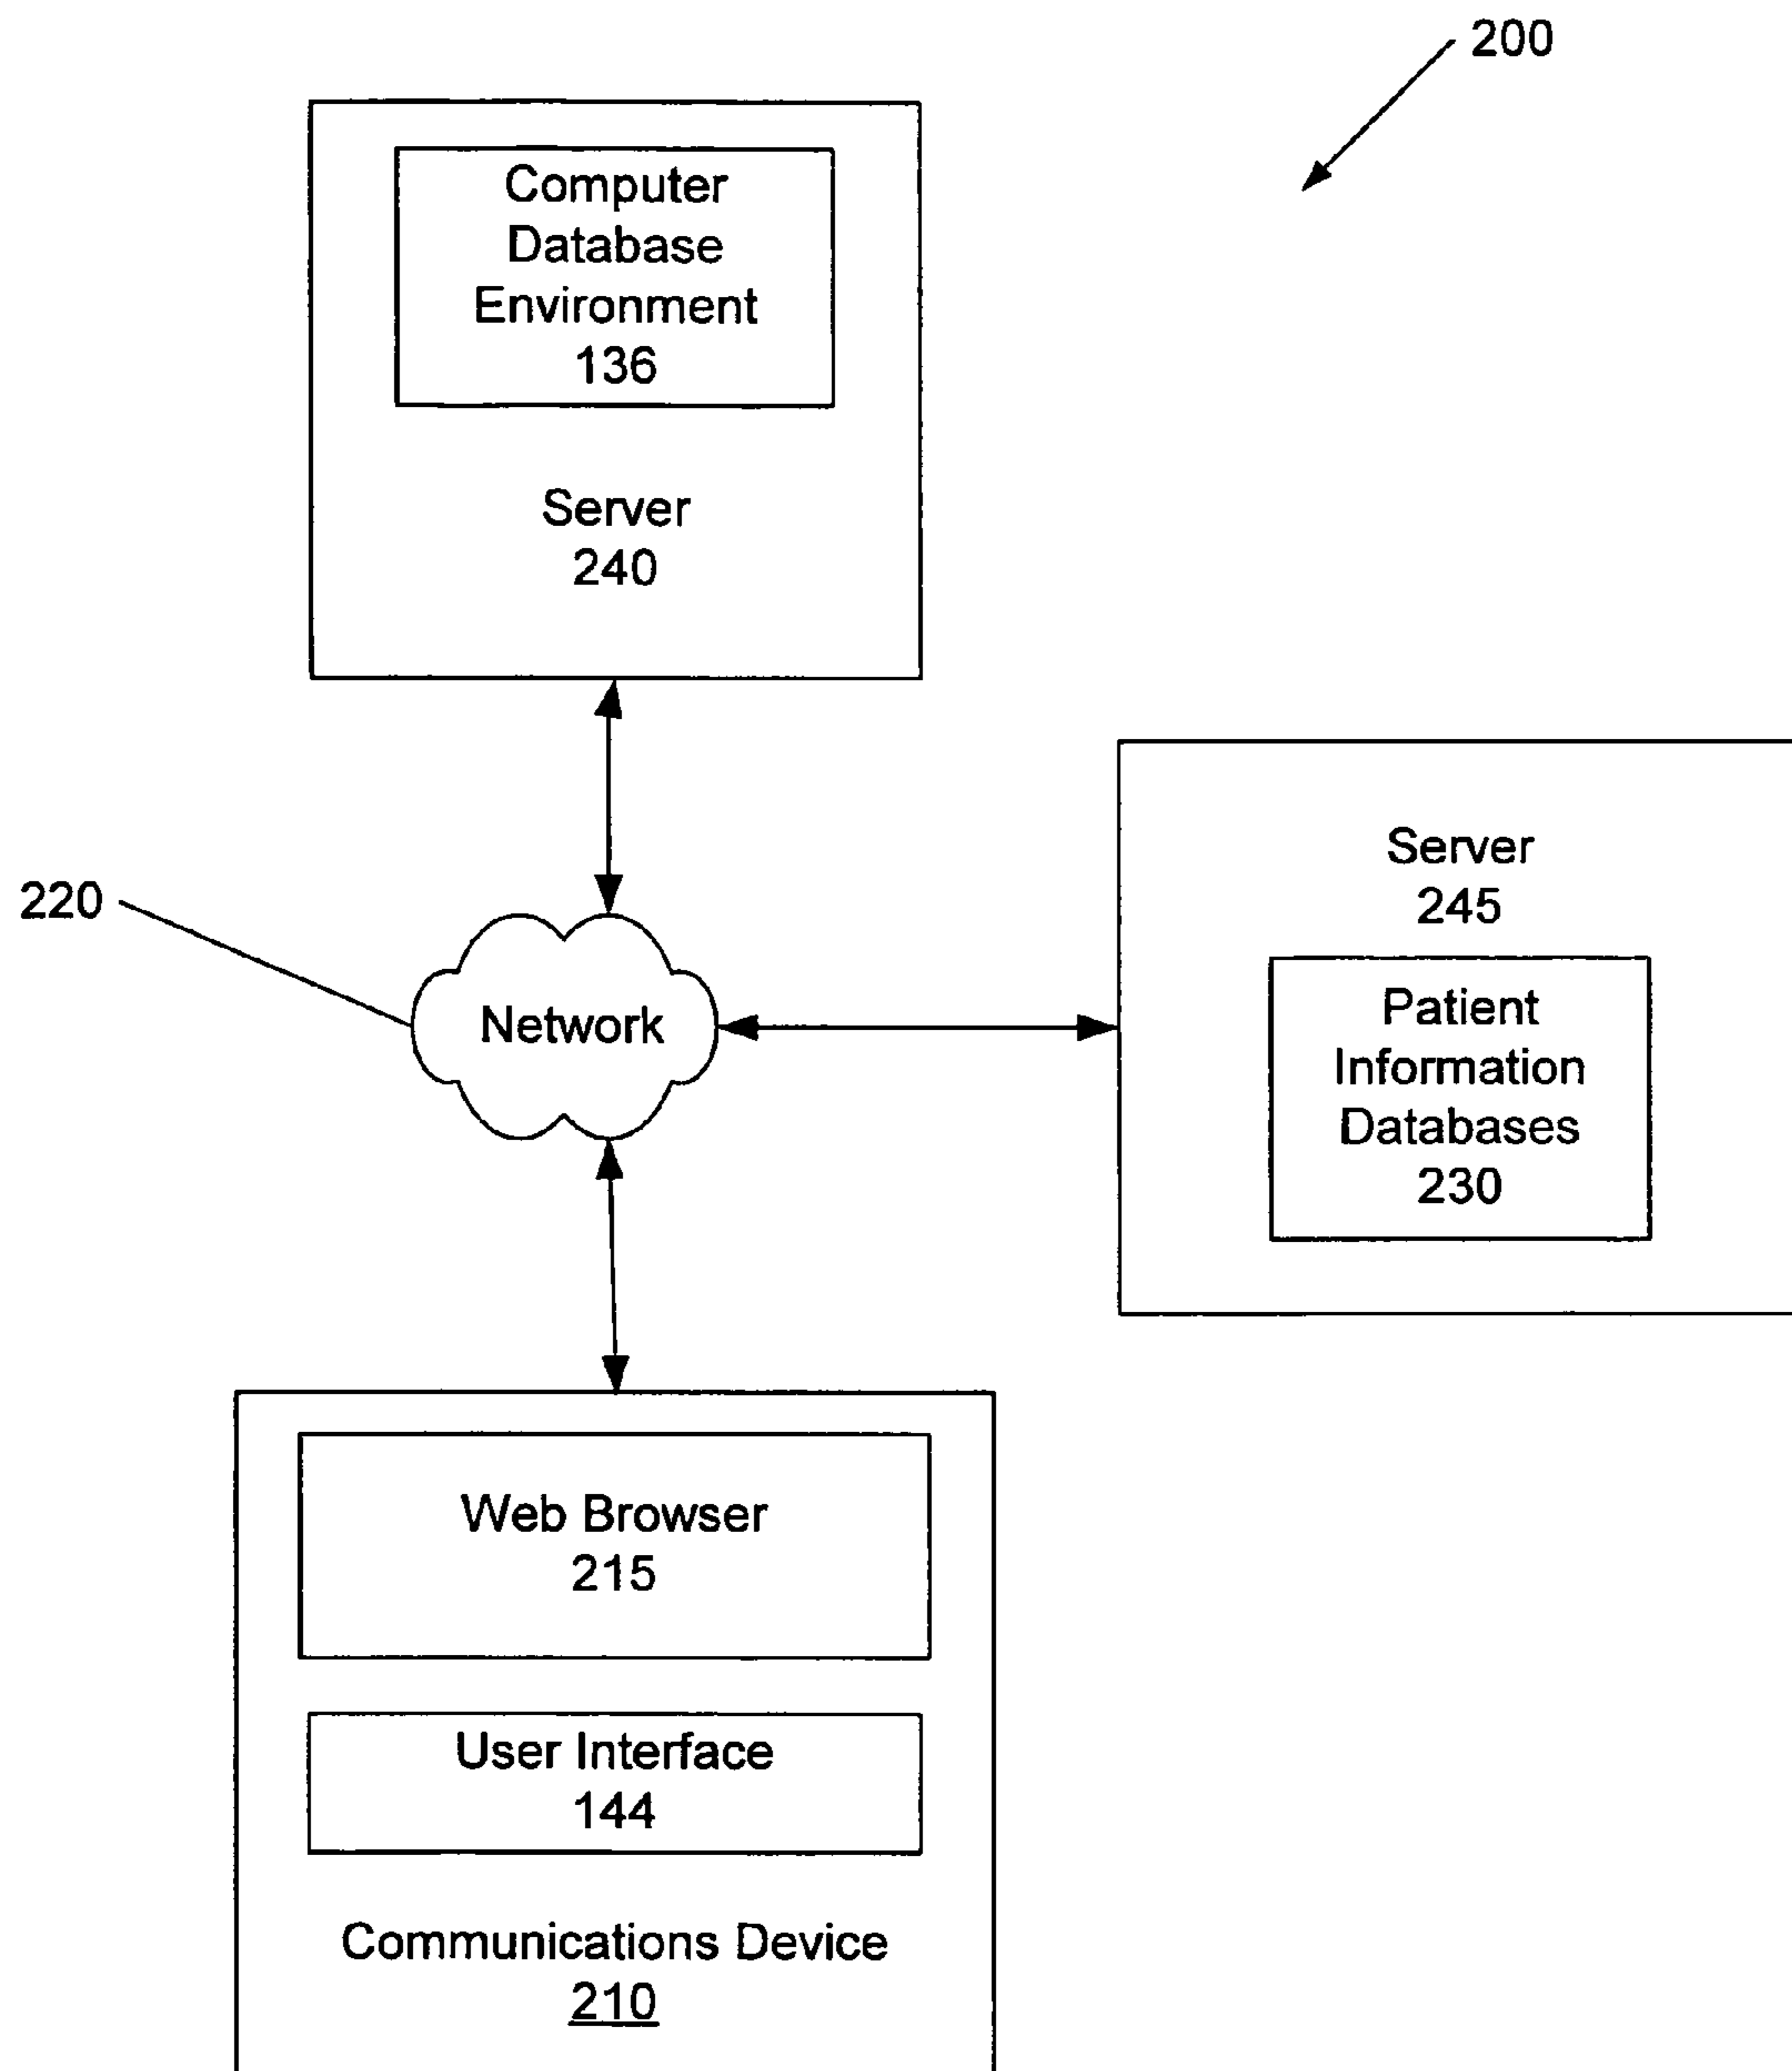 200
Computer
Database
Environment
136
Server
240
Server
245
220
Network
Patient
Information
Databases
230
Web Browser
215
User Interface
144
Communications Device
210